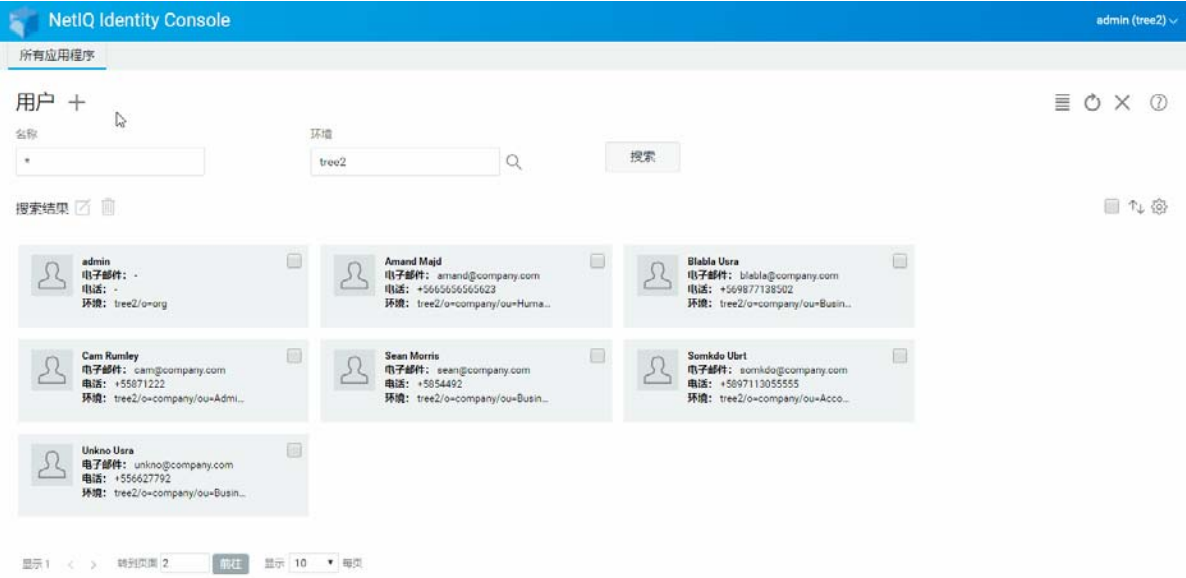 NetIQ Identity Console
admin (tree2)
所有应用程序
用户
名称
环境
*
tree2
搜索
搜索结果
admin
电子邮件： -
电话： -
环境： tree2/o=org
Amand Majd
电子邮件： amand@company.com
电话： +5665656565623
环境： tree2/o=company/ou=Huma...
Blabla Usra
电子邮件： blabla@company.com
电话： +569877138502
环境： tree2/o=company/ou=Busin...
Cam Rumley
电子邮件： cam@company.com
电话： +55871222
环境： tree2/o=company/ou=Admi...
Sean Morris
电子邮件： sean@company.com
电话： +5854492
环境： tree2/o=company/ou=Busin...
Somkdo Ubrt
电子邮件： somkdo@company.com
电话： +5897113055555
环境： tree2/o=company/ou=Acco...
Unkno Usra
电子邮件： unkno@company.com
电话： +556627792
环境： tree2/o=company/ou=Busin...
显示 1 < > 转到页面 2 前往 显示 10 每页